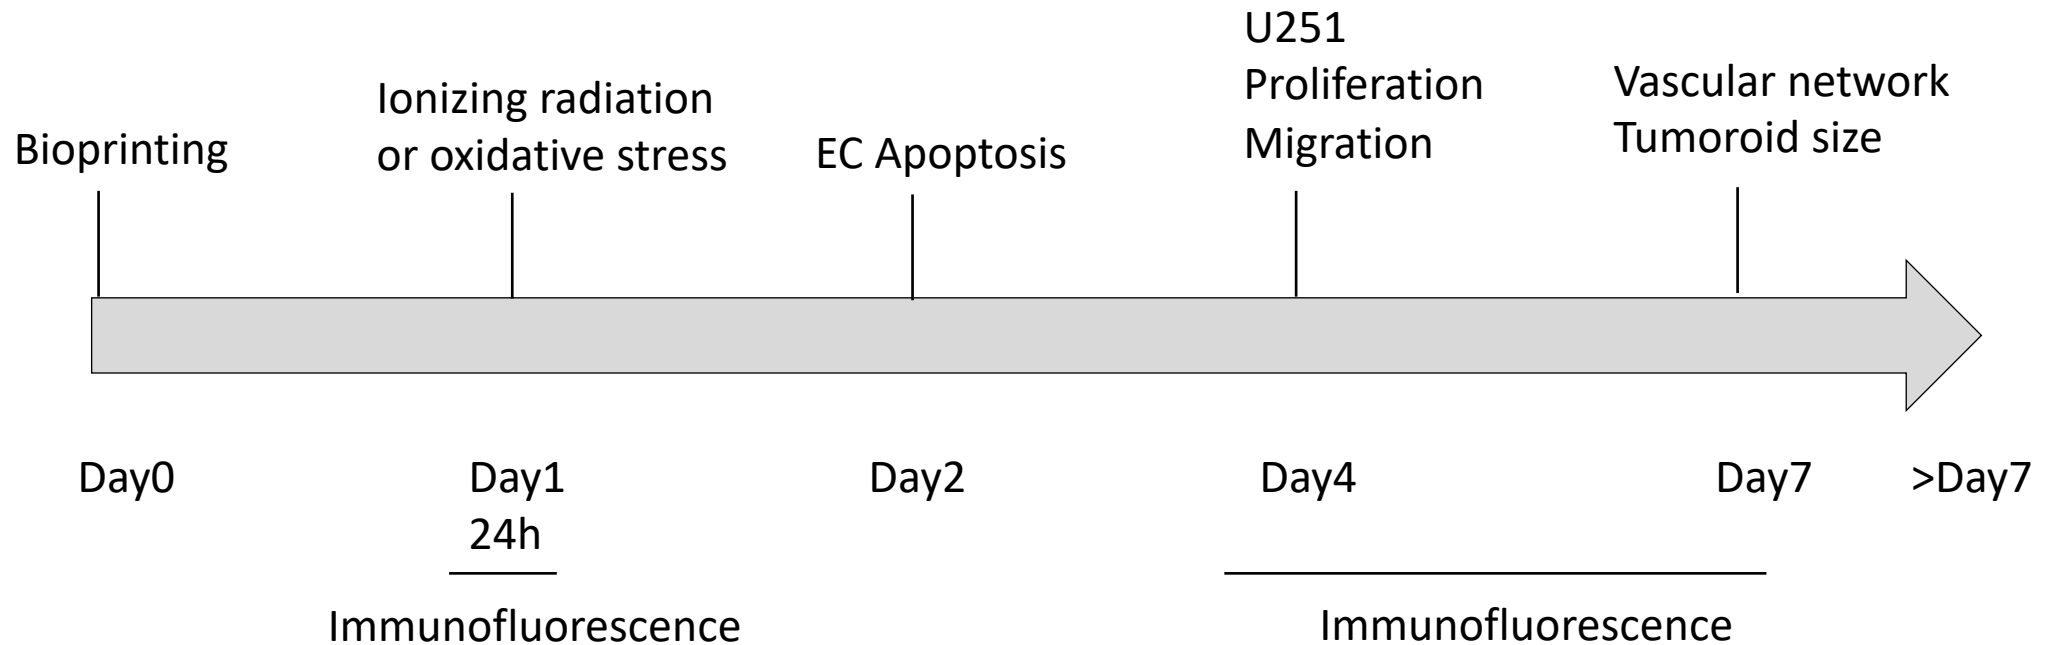 Bioprinting
Ionizing radiation
or oxidative stress
EC Apoptosis
U251
Proliferation
Migration
Vascular network
Tumoroid size
Day0
Day1
24h
Day2
Day4
Day7
>Day7
Immunofluorescence
Immunofluorescence